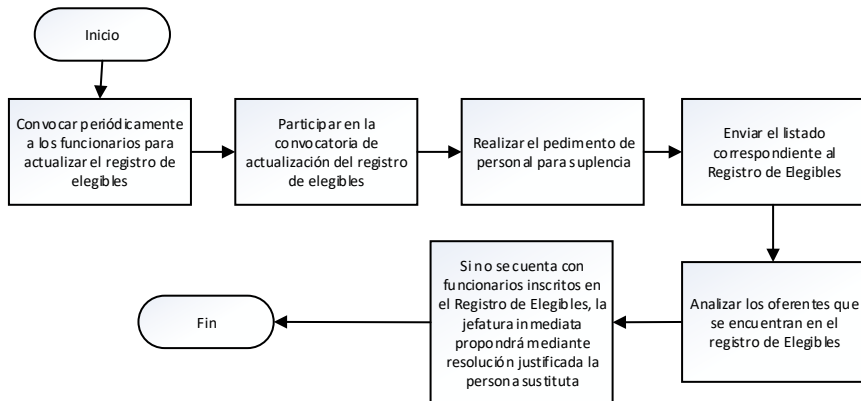 Inicio
Convocar periódicamente
a los funcionarios para
actualizar el registro de
elegibles
Participar en la
convocatoria de
actualización del registro
de elegibles
Realizar el pedimento de
personal para suplencia
Enviar el listado
correspondiente al
Registro de Elegibles
Analizar los oferentes que
se encuentran en el
registro de Elegibles
Si no se cuenta con
funcionarios inscritos en
el Registro de Elegibles, la
jefatura inmediata
propondrá mediante
resolución justificada la
persona sustituta
Fin